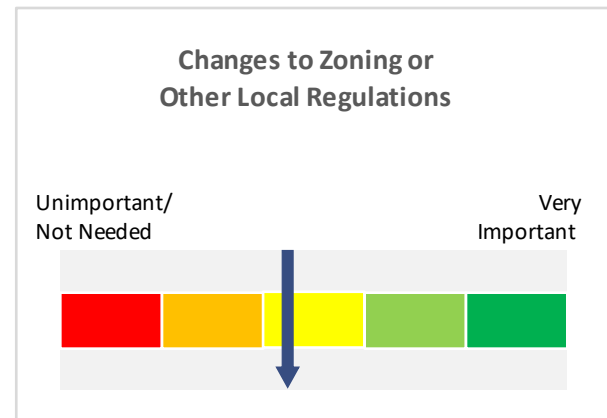 Changes to Zoning or
Other Local Regulations
Unimportant/
Not Needed
Very
Important